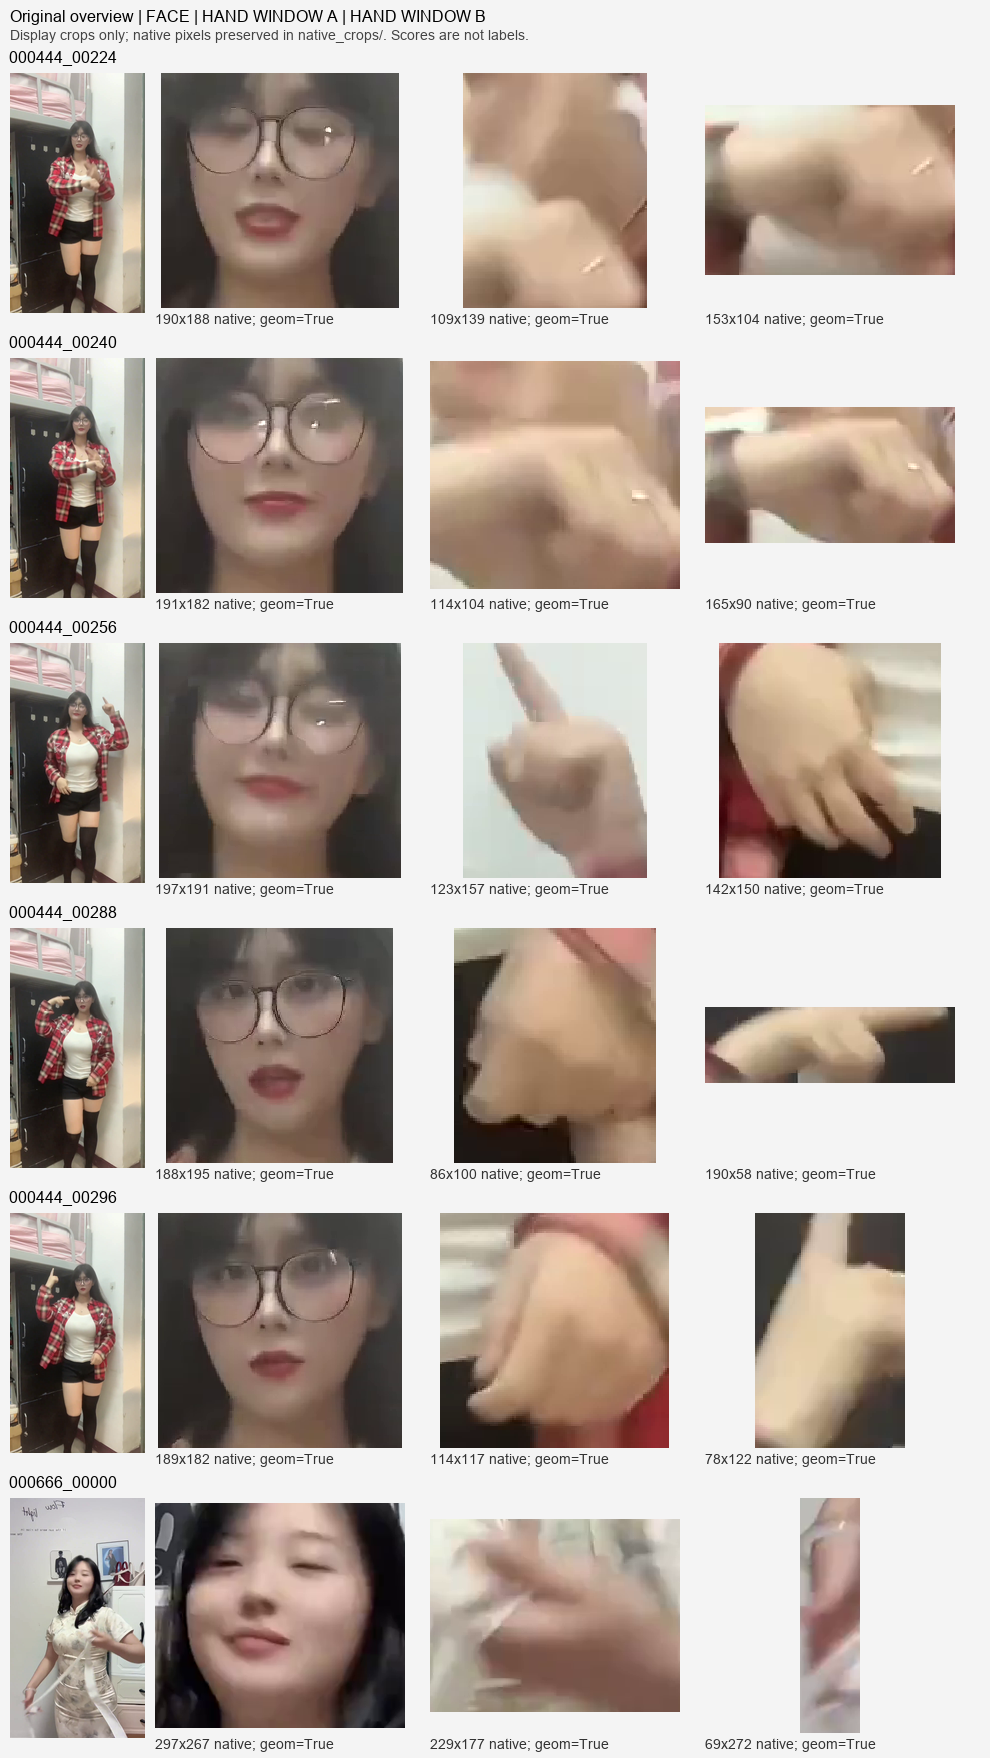 Original overview | FACE | HAND WINDOW A | HAND WINDOW B
Display crops only; native pixels preserved in native_crops/. Scores are not labels.
000444_00224
190x188 native; geom=True
109x139 native; geom=True
153x104 native; geom=True
000444_00240
191x182 native; geom=True
114x104 native; geom=True
165x90 native; geom=True
000444_00256
197x191 native; geom=True
123x157 native; geom=True
142x150 native; geom=True
000444_00288
188x195 native; geom=True
86x100 native; geom=True
190x58 native; geom=True
000444_00296
189x182 native; geom=True
114x117 native; geom=True
78x122 native; geom=True
000666_00000
297x267 native; geom=True
229x177 native; geom=True
69x272 native; geom=True